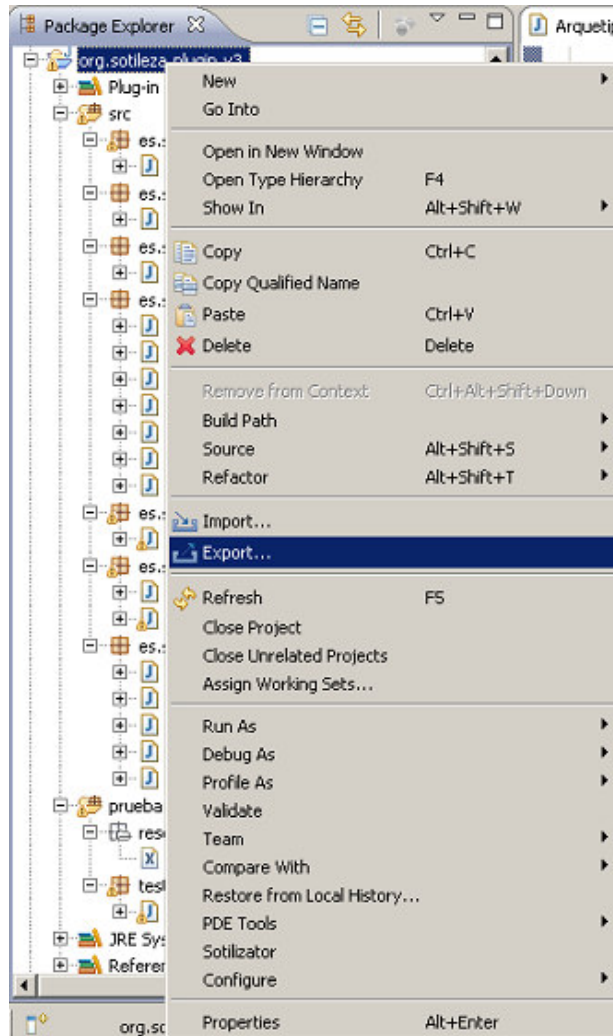 Package Explorer
Arquetip
org.sotileza.plugin_v3
Plug-in
src
es.
es.
es.
es.
es.
es.
es.
prueba
res
test
JRE Sys
Referer
New
Go Into
Open in New Window
Open Type Hierarchy F4
Show In Alt+Shift+W
Copy Ctrl+C
Copy Qualified Name
Paste Ctrl+V
Delete Delete
Remove from Context Ctrl+Alt+Shift+Down
Build Path
Source Alt+Shift+S
Refactor Alt+Shift+T
Import...
Export...
Refresh F5
Close Project
Close Unrelated Projects
Assign Working Sets...
Run As
Debug As
Profile As
Validate
Team
Compare With
Restore from Local History...
PDE Tools
Sotilizator
Configure
Properties Alt+Enter
org.so